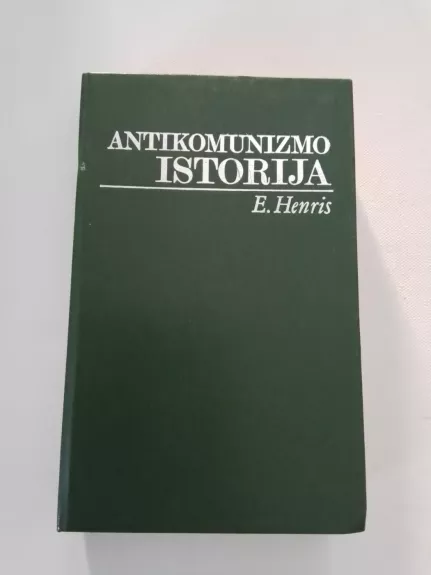 ANTIKOMUNIZMO
ISTORIJA
E. Henris